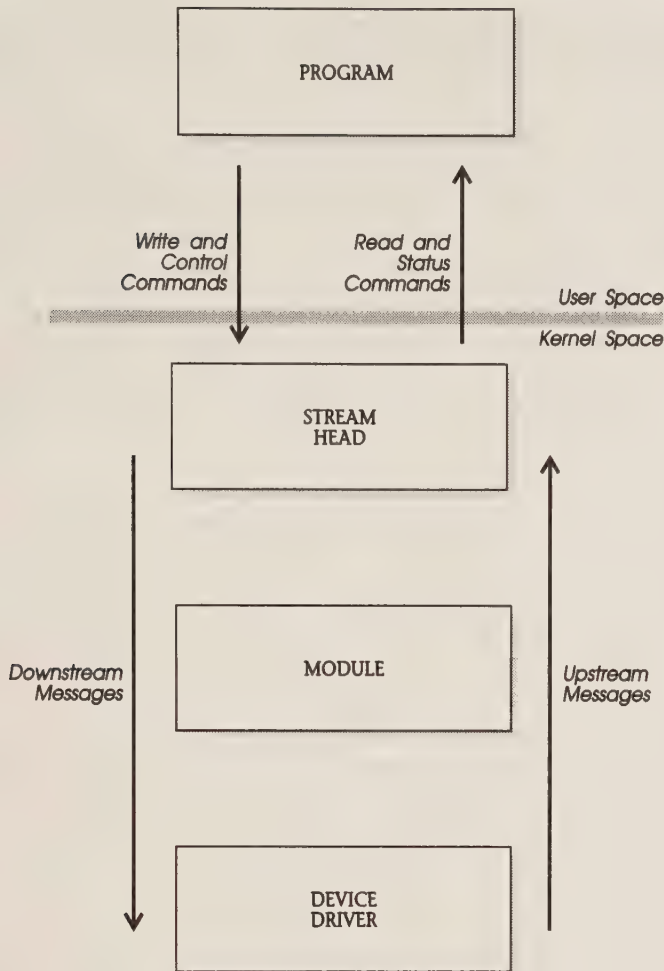 PROGRAM
Write and
Control
Commands
Read and
Status
Commands
User Space
Kernel Space
STREAM
HEAD
Downstream
Messages
MODULE
Upstream
Messages
DEVICE
DRIVER